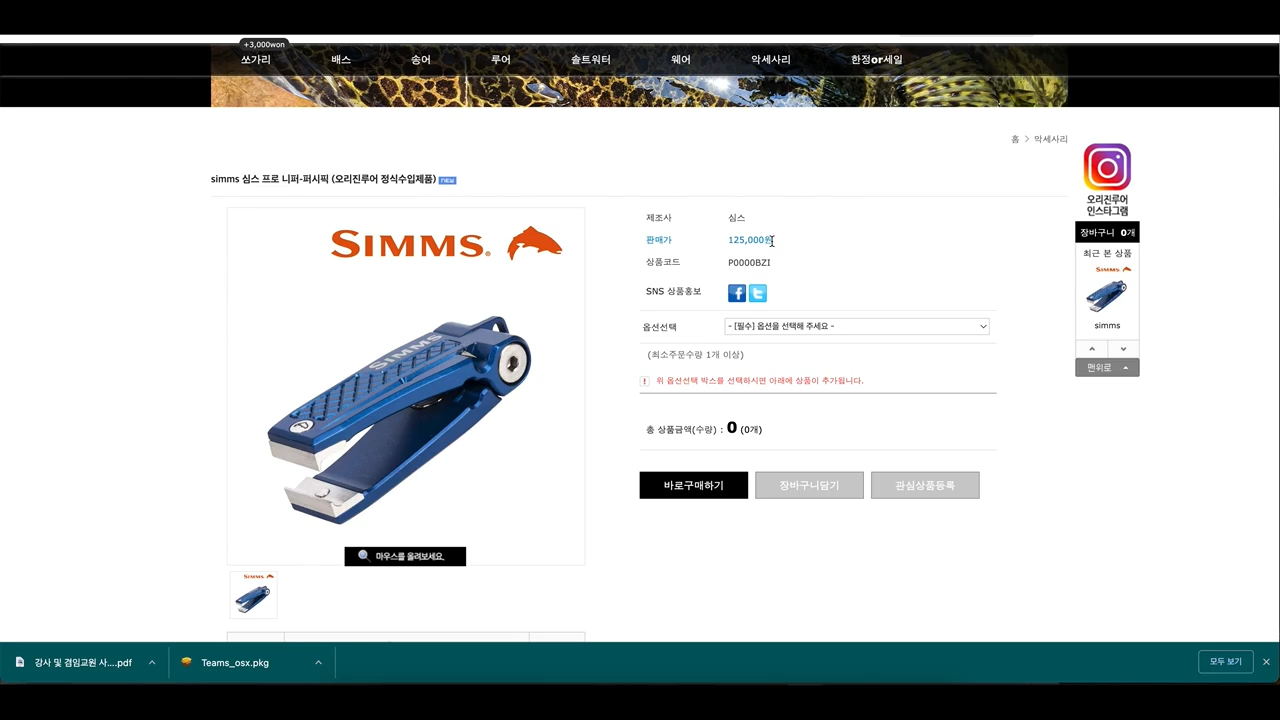 +3,000won
쏘가리 배스 송어 루어 솔트워터 웨어 악세사리 한정or세일
홈 > 악세사리
simms 심스 프로 니퍼-퍼시픽 (오리진루어 정식수입제품) NEW
SIMMS
SIMMS
제조사 심스
판매가 125,000원
상품코드 P0000BZI
SNS 상품홍보
옵션선택 - [필수] 옵션을 선택해 주세요 -
(최소주문수량 1개 이상)
! 위 옵션선택 박스를 선택하시면 아래에 상품이 추가됩니다.
총 상품금액(수량) : 0 (0개)
바로구매하기 장바구니담기 관심상품등록
마우스를 올려보세요.
SIMMS
오리진루어
인스타그램
장바구니 0개
최근 본 상품
SIMMS
simms
맨위로
강사 및 겸임교원 사....pdf
Teams_osx.pkg
모두 보기